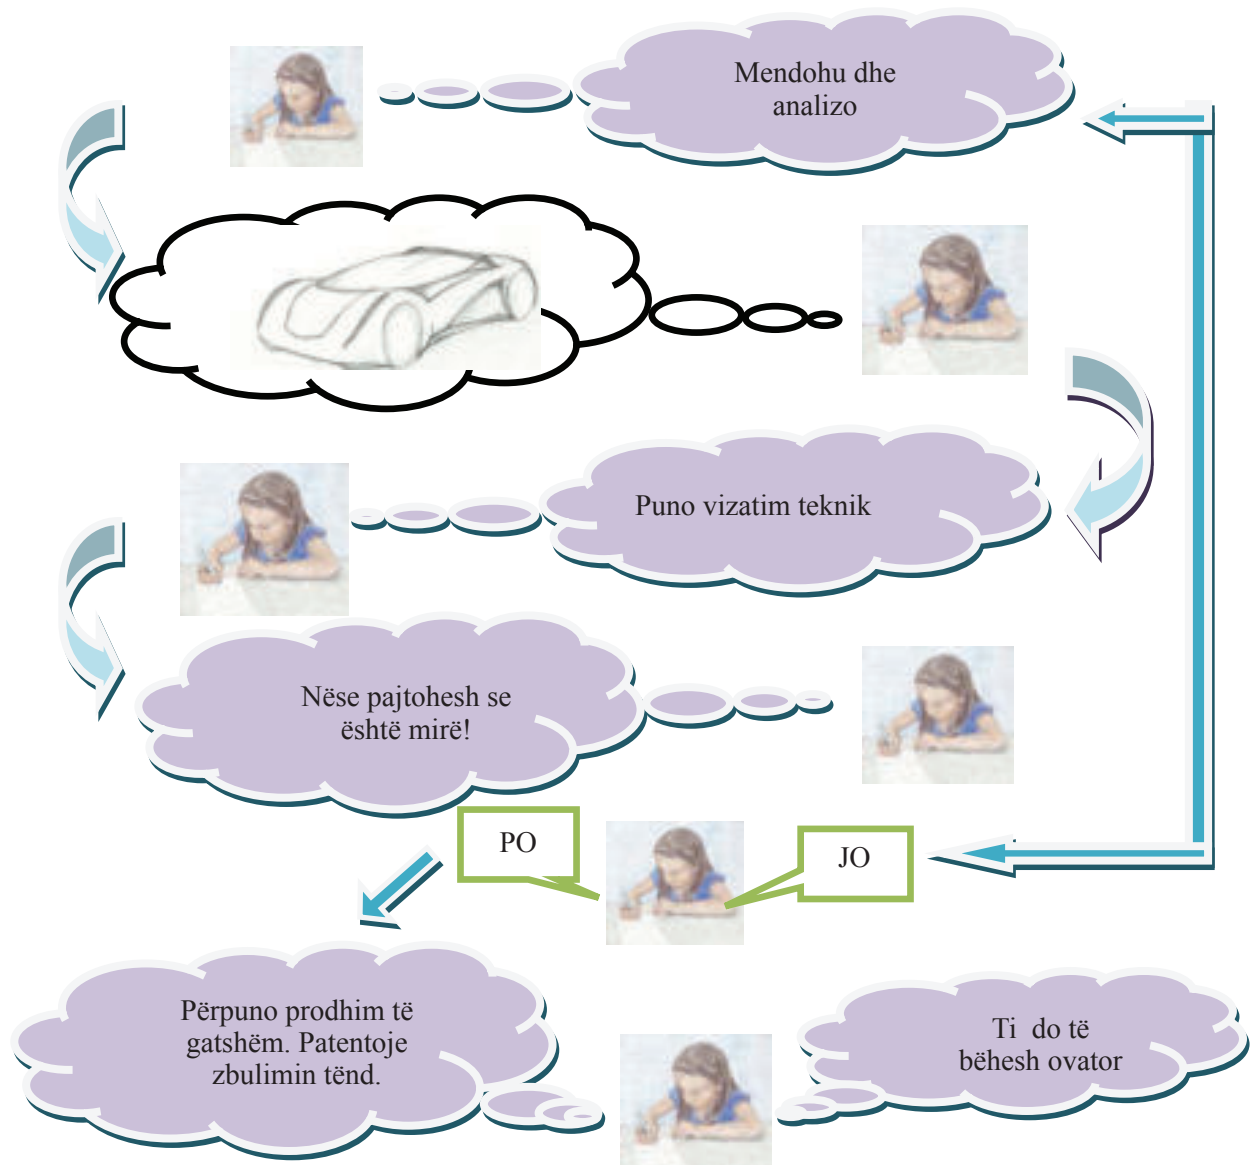 Mendohu dhe
analizo
Puno vizatim teknik
Nëse pajtohesh se
është mirë!
PO
JO
Përpuno prodhim të
gatshëm. Patentoje
zbulimin tënd.
Ti do të
bëhesh ovator